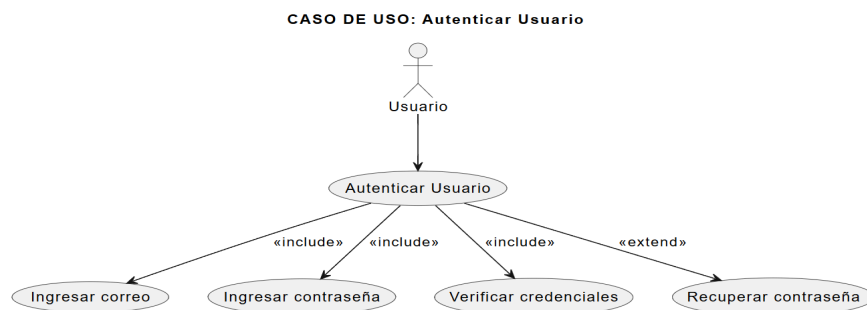 CASO DE USO: Autenticar Usuario
Usuario
Autenticar Usuario
«include» «include» «include» «extend»
Ingresar correo Ingresar contraseña Verificar credenciales Recuperar contraseña